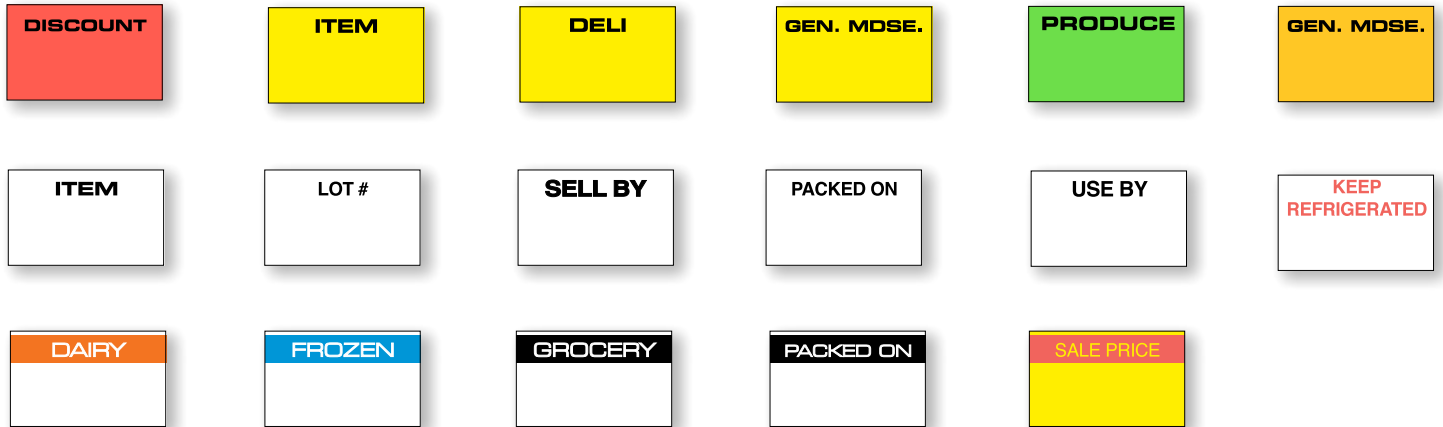 DISCOUNT
ITEM
DELI
GEN. MDSE.
PRODUCE
GEN. MDSE.
ITEM
LOT #
SELL BY
PACKED ON
USE BY
KEEP
REFRIGERATED
DAIRY
FROZEN
GROCERY
PACKED ON
SALE PRICE